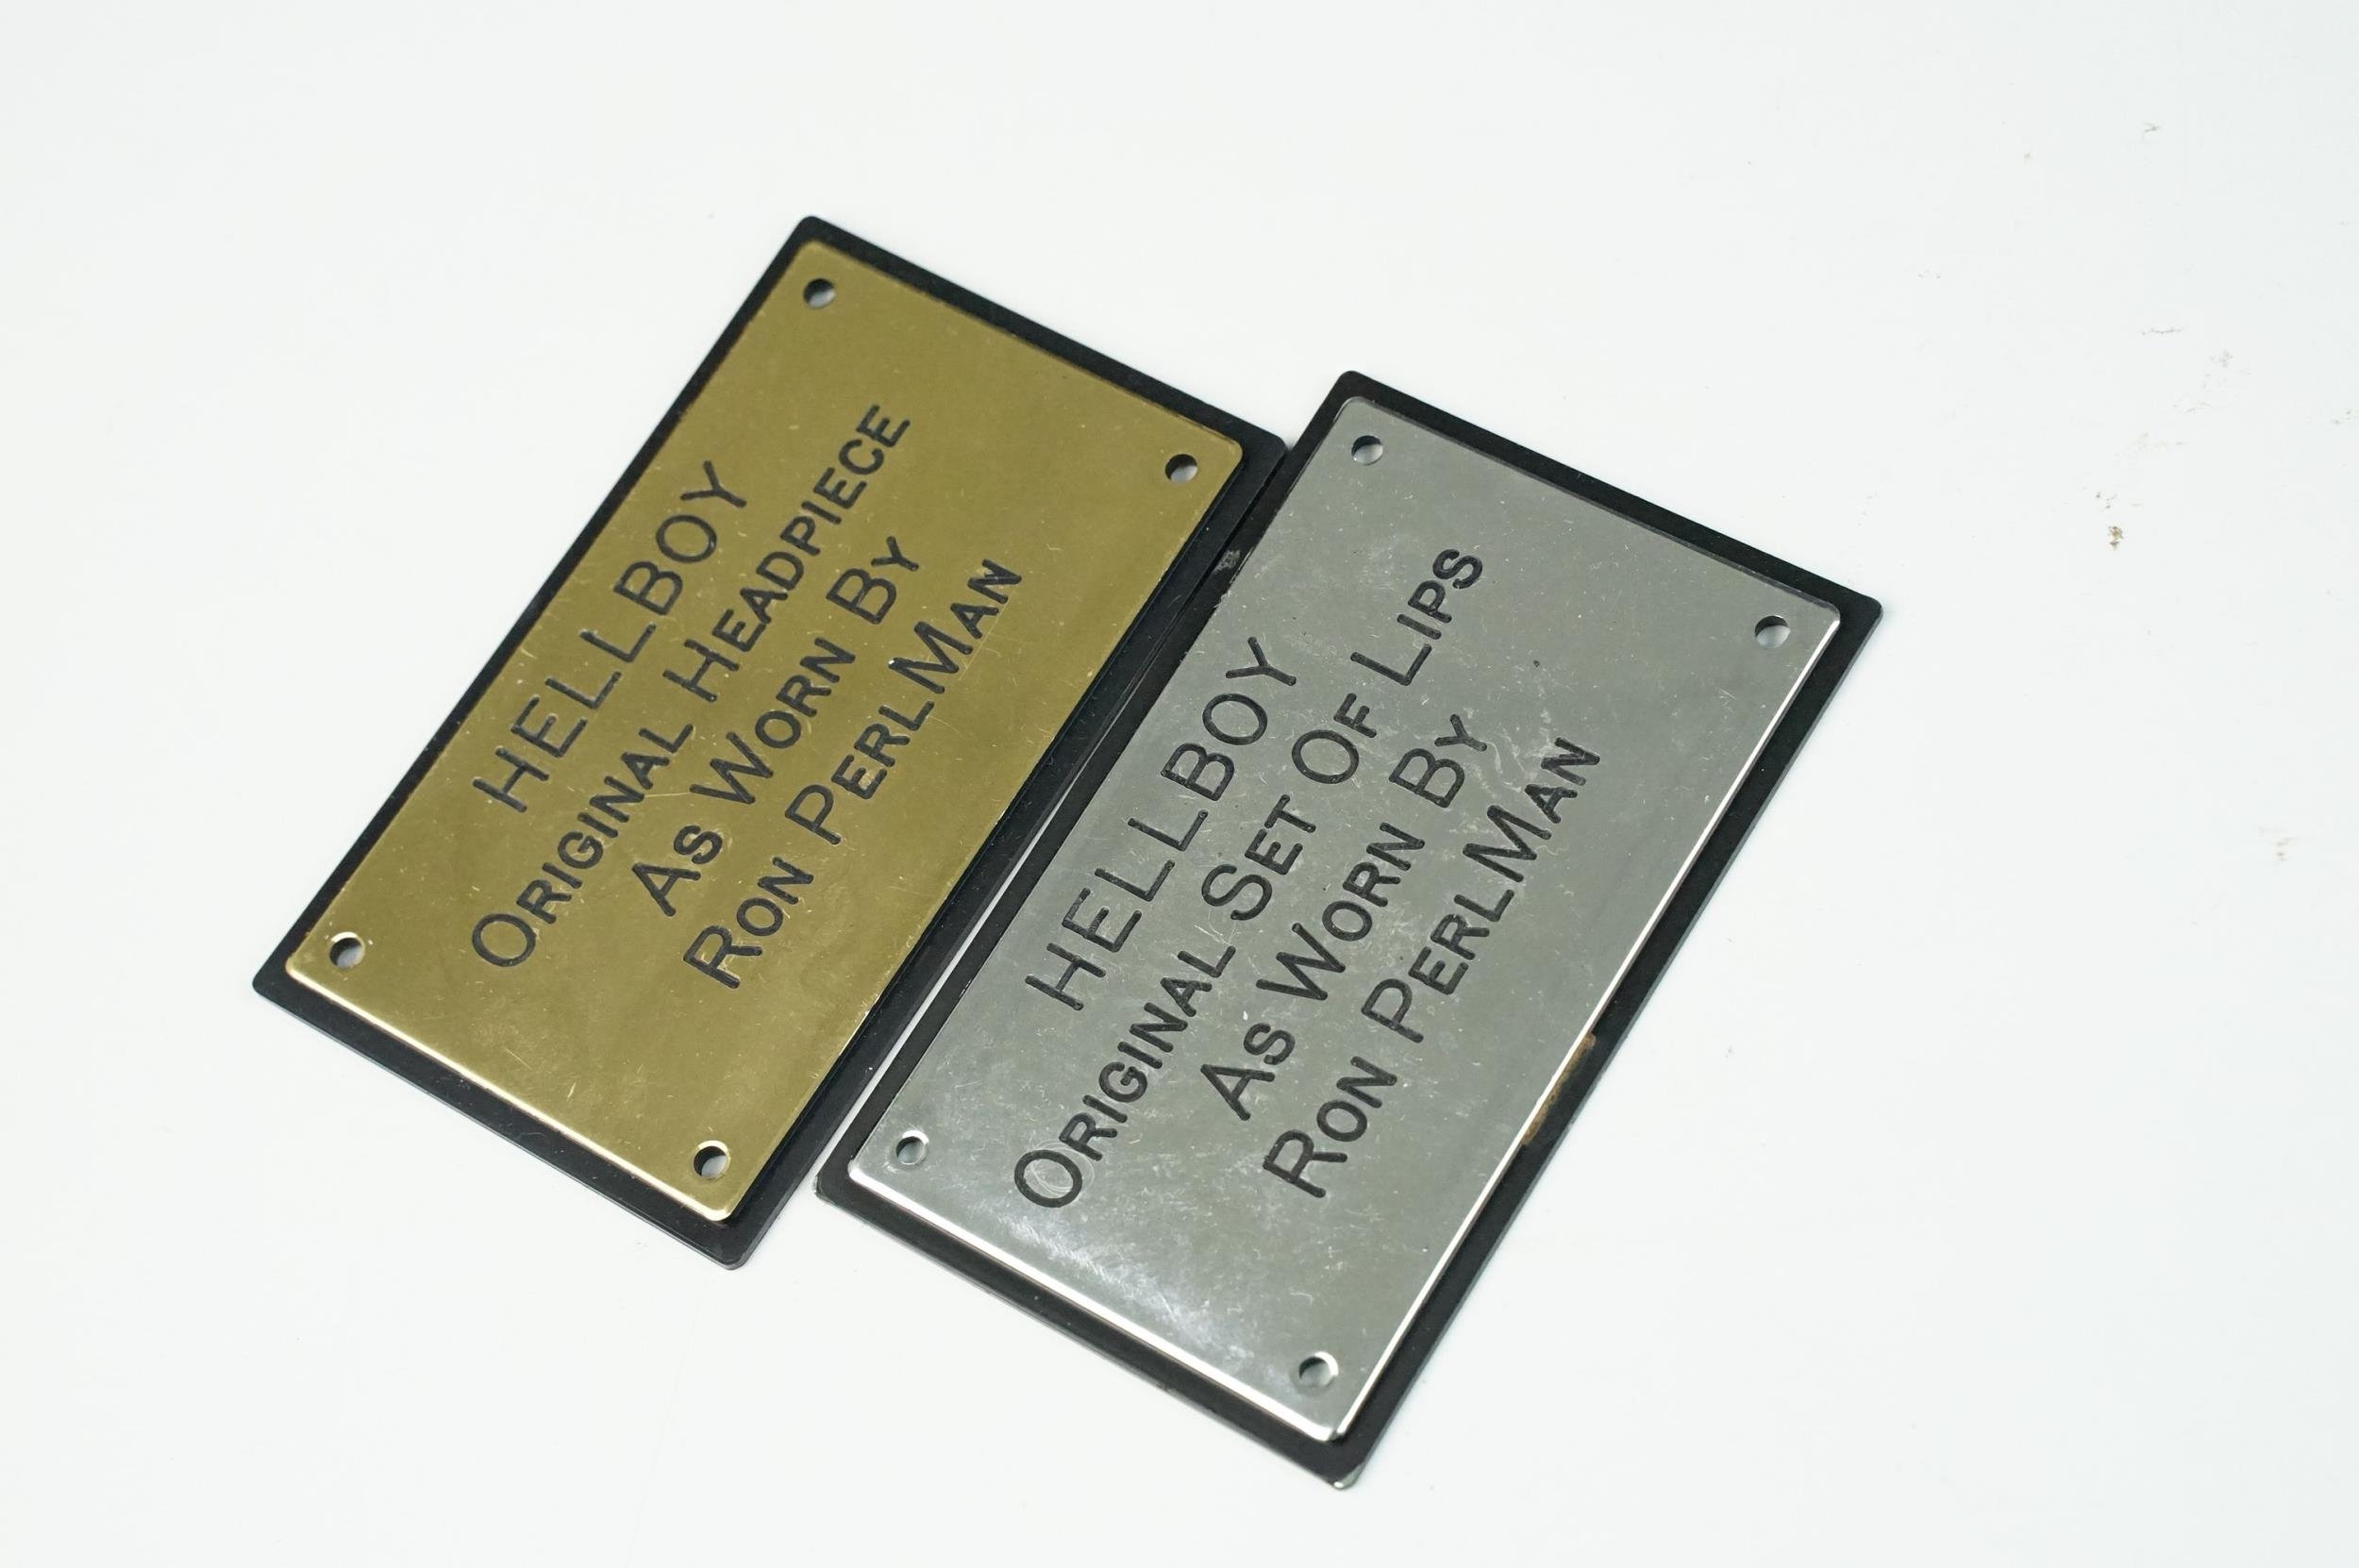 HELLBOY
ORIGINAL HEADPIECE
AS WORN BY
RON PERLMAN
HELLBOY
ORIGINAL SET OF LIPS
AS WORN BY
RON PERLMAN